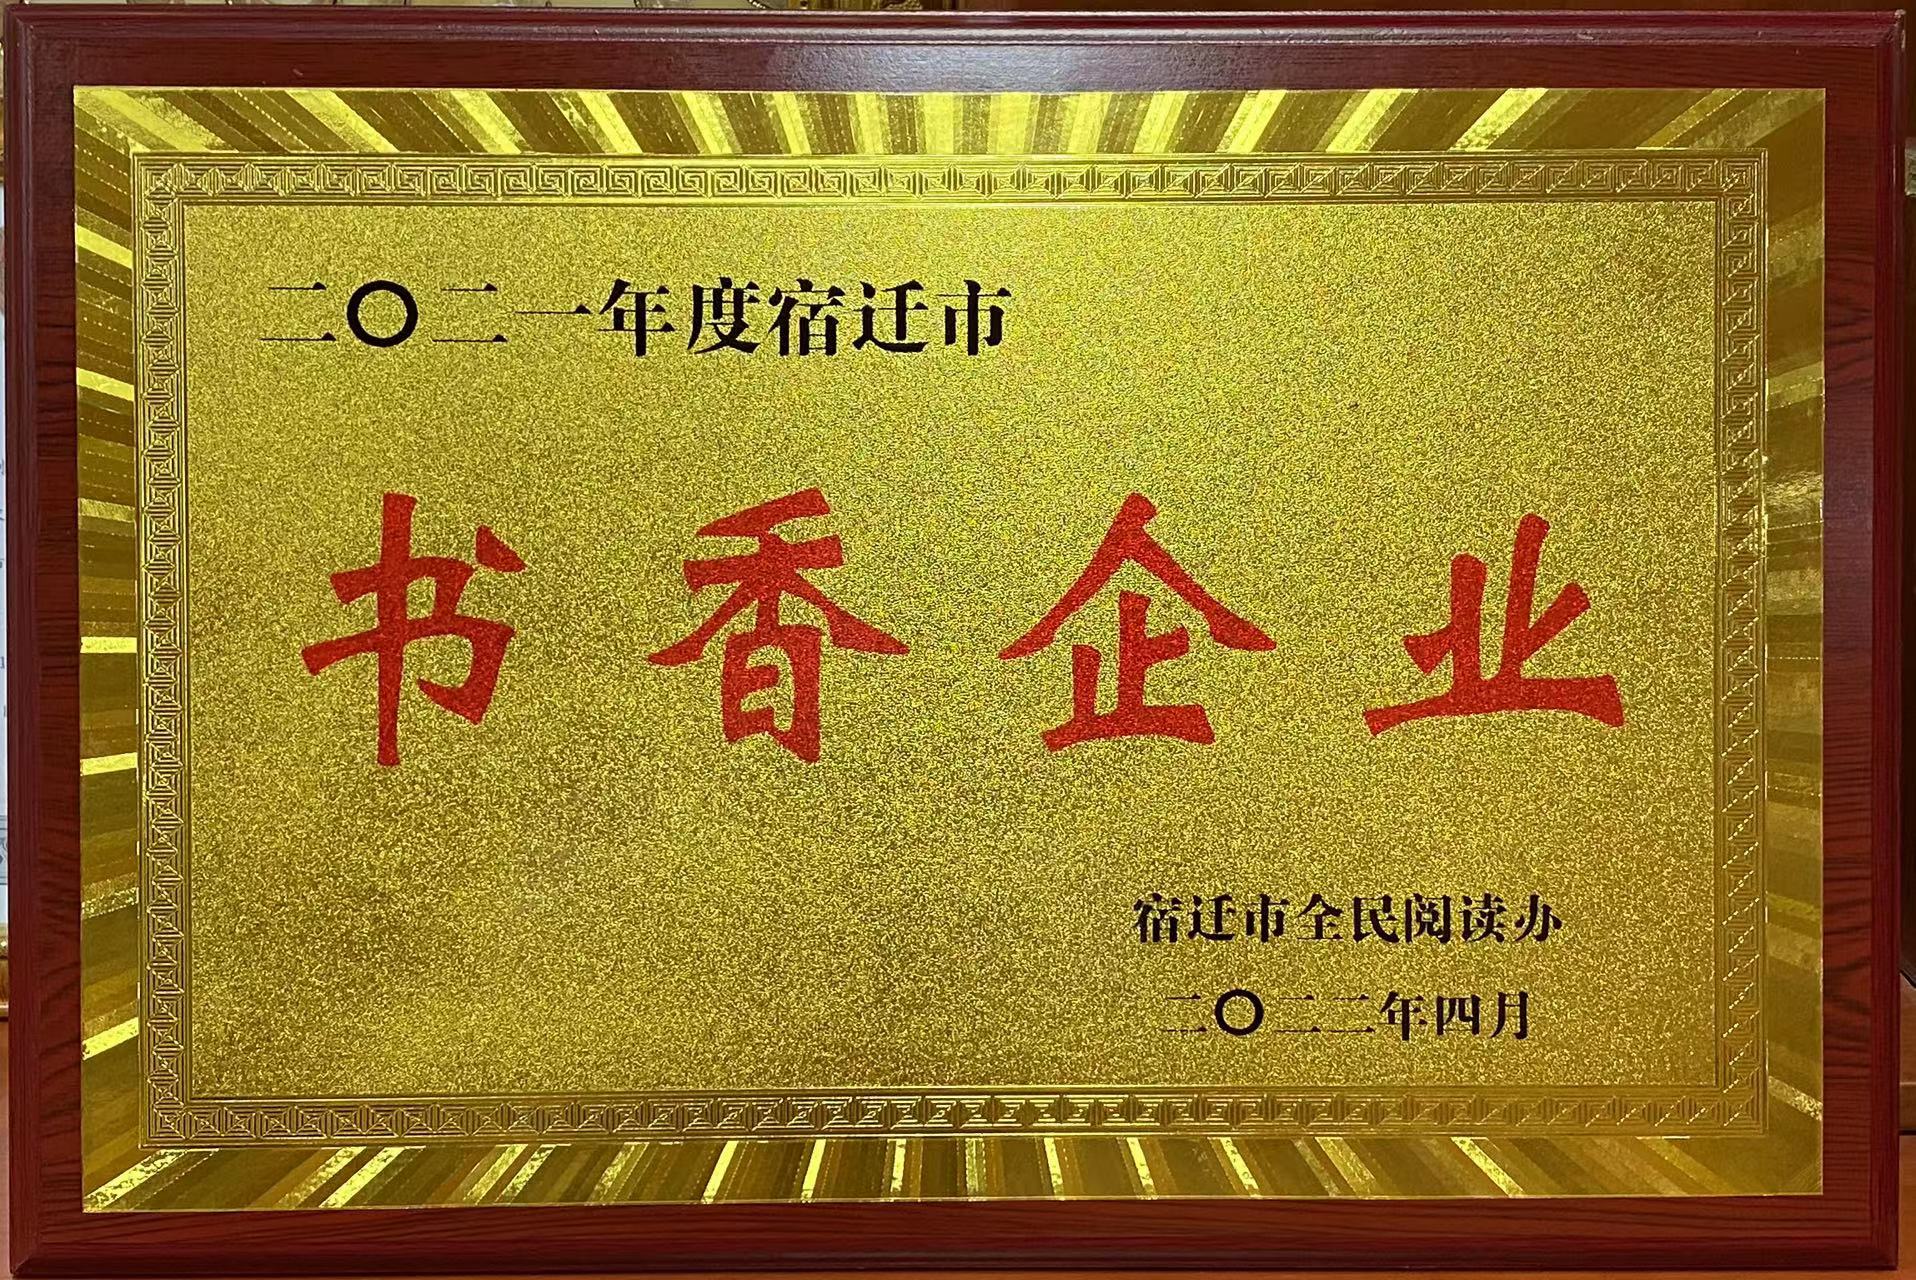 二〇二一年度宿迁市
书香企业
宿迁市全民阅读办
二〇二二年四月